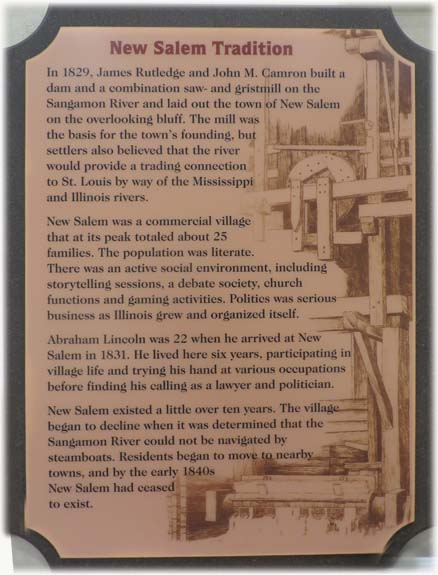 New Salem Tradition
In 1829, James Rutledge and John M. Camron built a
dam and a combination saw- and gristmill on the
Sangamon River and laid out the town of New Salem
on the overlooking bluff. The mill was
the basis for the town's founding, but
settlers also believed that the river
would provide a trading connection
to St. Louis by way of the Mississippi
and Illinois rivers.
New Salem was a commercial village
that at its peak totaled about 25
families. The population was literate.
There was an active social environment, including
storytelling sessions, a debate society, church
functions and gaming activities. Politics was serious
business as Illinois grew and organized itself.
Abraham Lincoln was 22 when he arrived at New
Salem in 1831. He lived here six years, participating in
village life and trying his hand at various occupations
before finding his calling as a lawyer and politician.
New Salem existed a little over ten years. The village
began to decline when it was determined that the
Sangamon River could not be navigated by
steamboats. Residents began to move to nearby
towns, and by the early 1840s
New Salem had ceased
to exist.